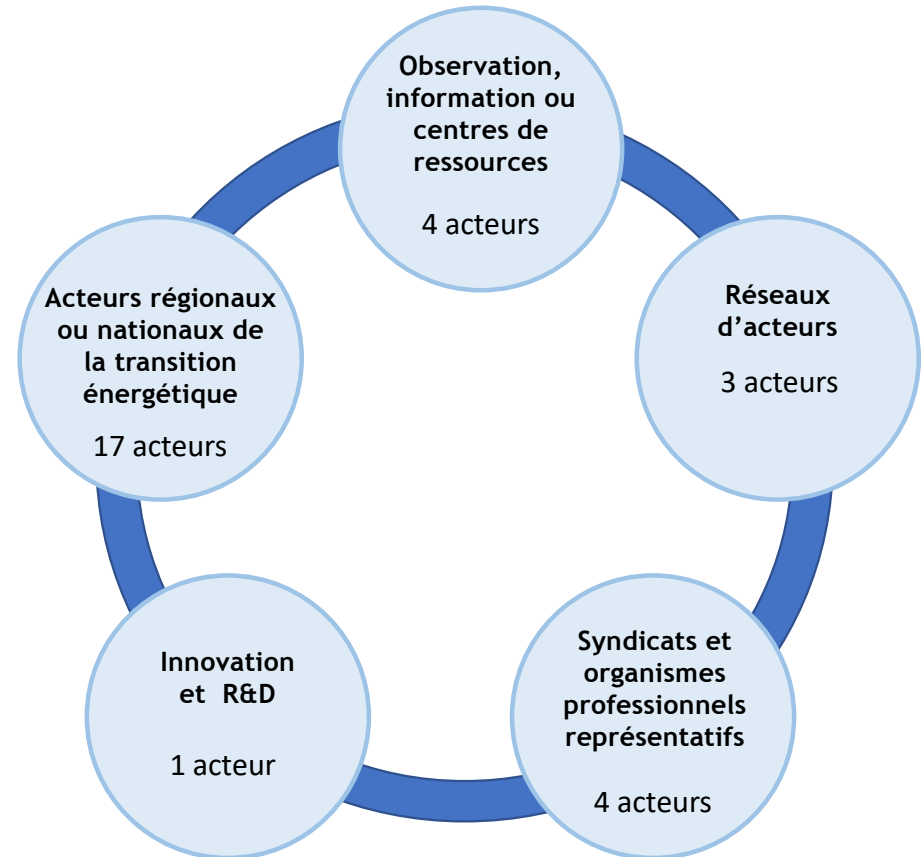 Observation,
information ou
centres de
ressources
4 acteurs
Réseaux
d’acteurs
3 acteurs
Syndicats et
organismes
professionnels
représentatifs
4 acteurs
Innovation
et R&D
1 acteur
Acteurs régionaux
ou nationaux de
la transition
énergétique
17 acteurs